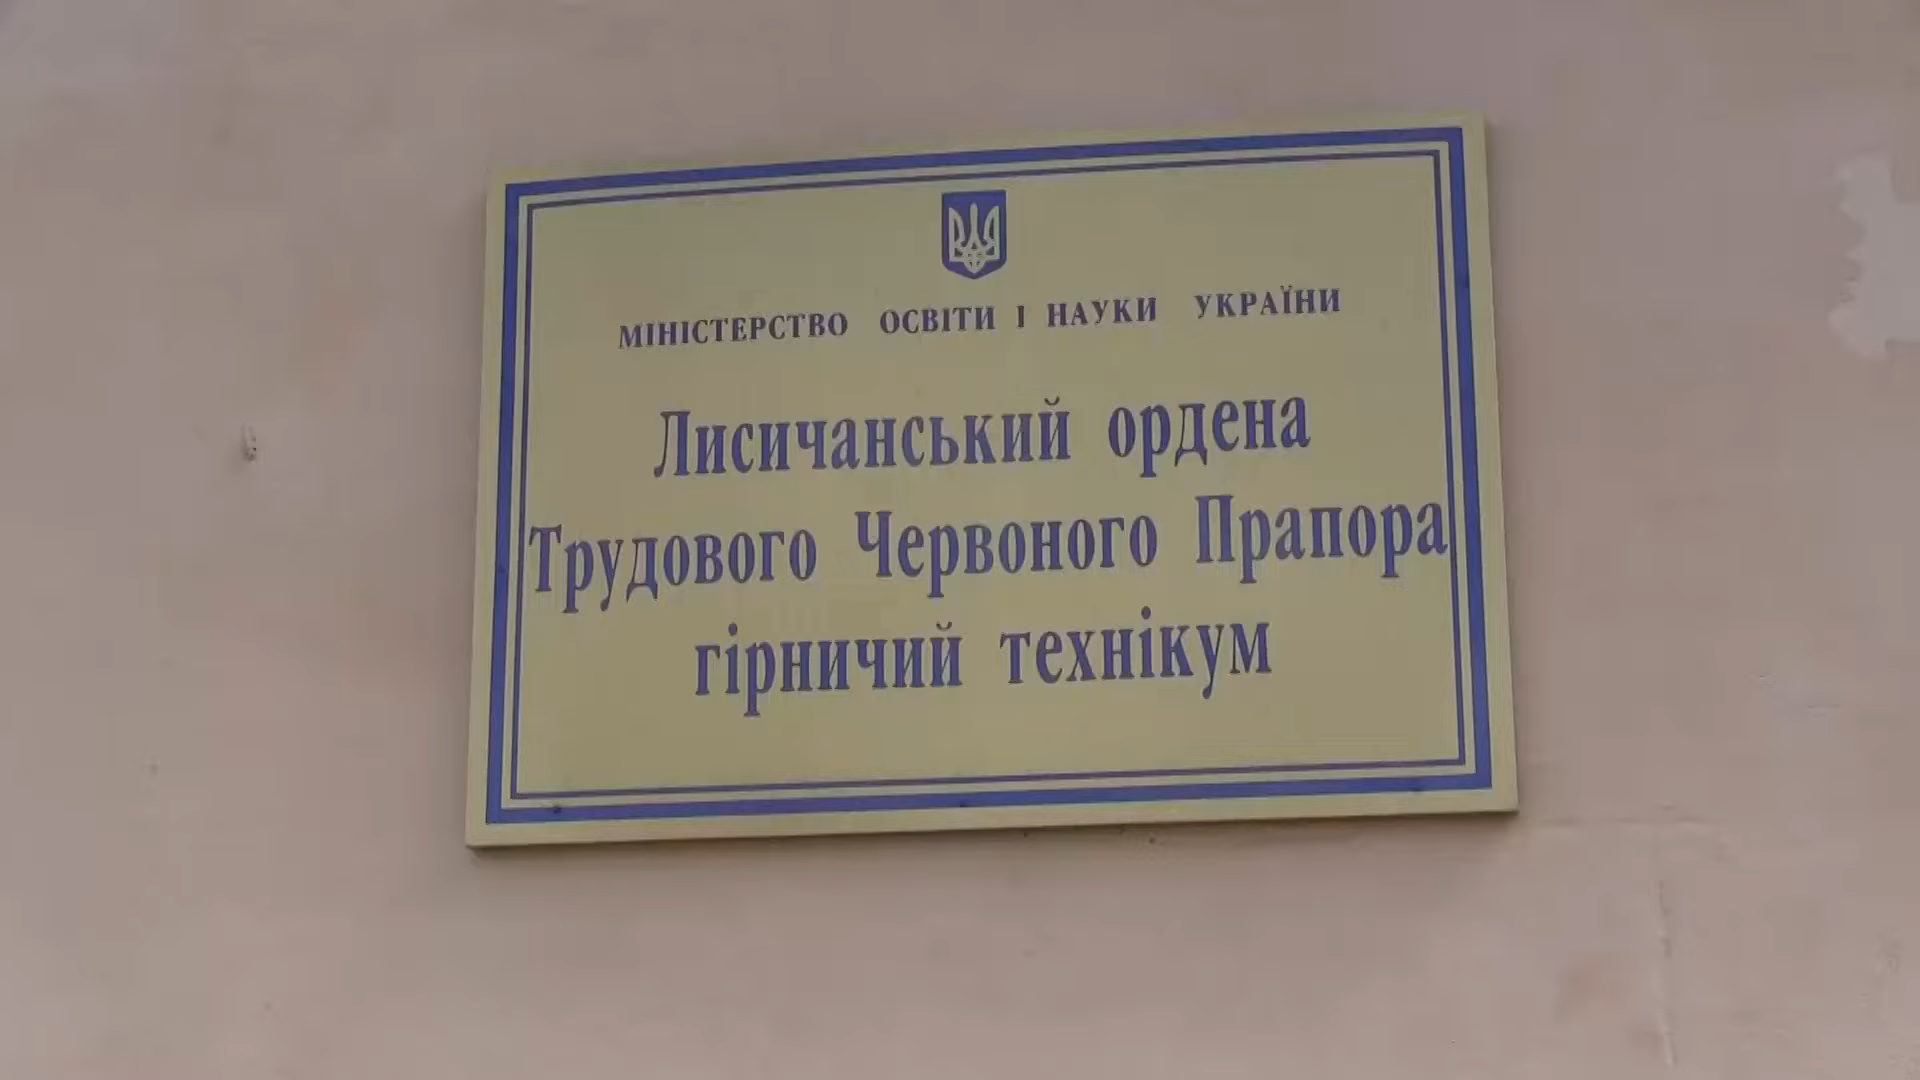 МІНІСТЕРСТВО ОСВІТИ І НАУКИ УКРАЇНИ
Лисичанський ордена
Трудового Червоного Прапора
гірничий технікум